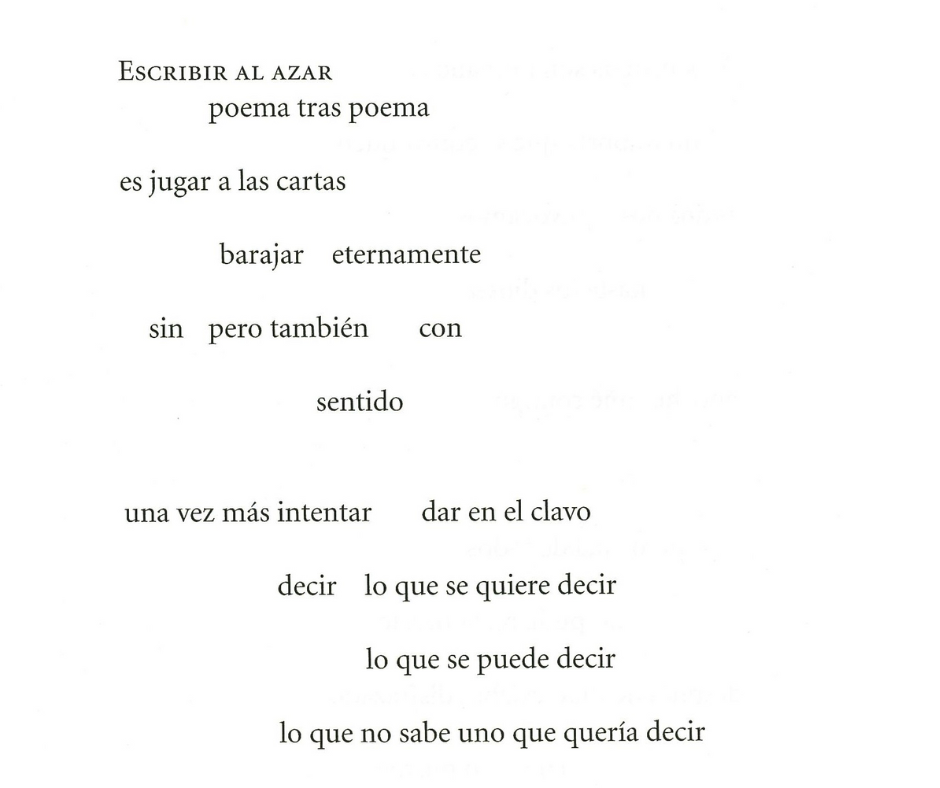 ESCRIBIR AL AZAR
poema tras poema
es jugar a las cartas
barajar eternamente
sin pero también con
sentido
una vez más intentar dar en el clavo
decir lo que se quiere decir
lo que se puede decir
lo que no sabe uno que quería decir